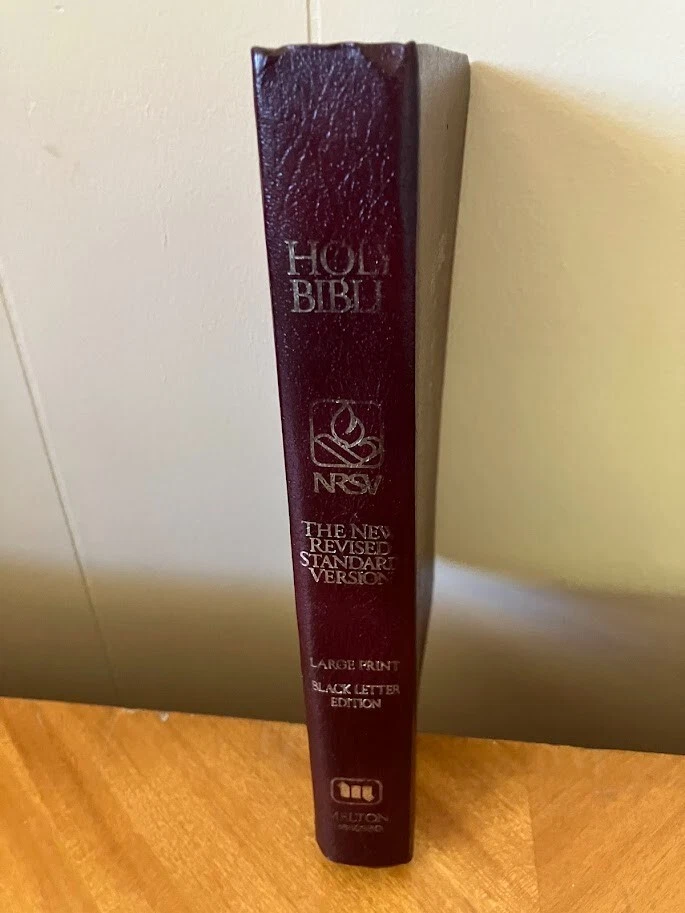 HOLY
BIBLE
NRSV
THE NEW
REVISED
STANDARD
VERSION
LARGE PRINT
BLACK LETTER
EDITION
MELTON